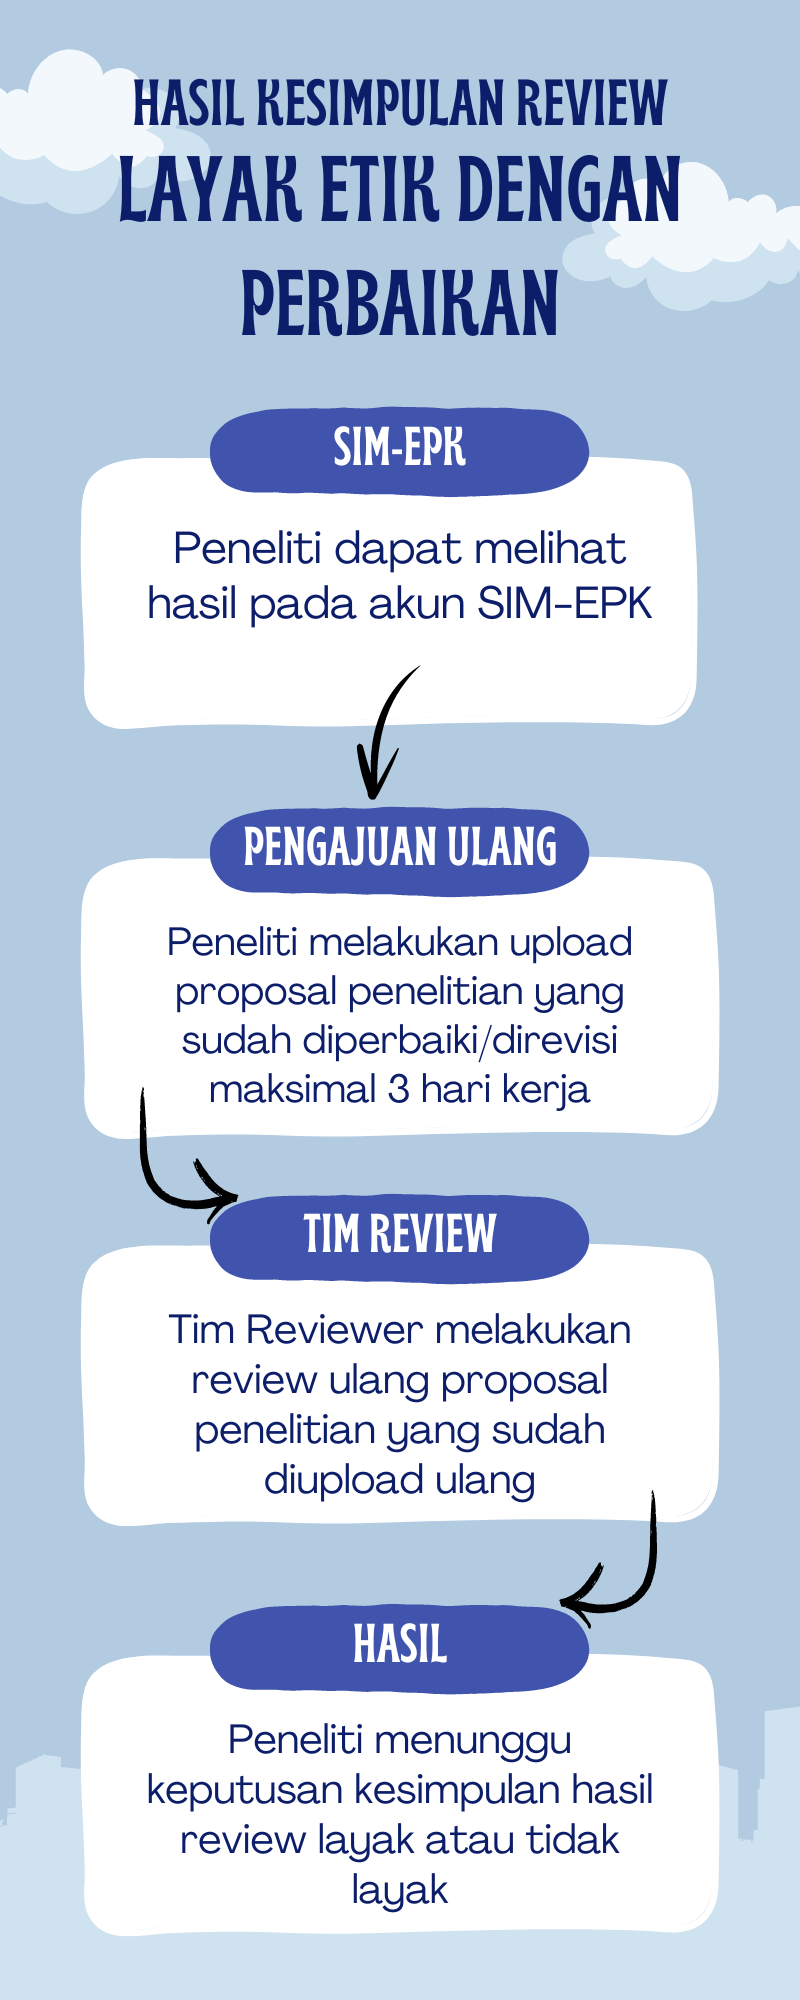 HASIL KESIMPULAN REVIEW
LAYAK ETIK DENGAN
PERBAIKAN
SIM-EPK
Peneliti dapat melihat
hasil pada akun SIM-EPK
PENGAJUAN ULANG
Peneliti melakukan upload
proposal penelitian yang
sudah diperbaiki/direvisi
maksimal 3 hari kerja
TIM REVIEW
Tim Reviewer melakukan
review ulang proposal
penelitian yang sudah
diupload ulang
HASIL
Peneliti menunggu
keputusan kesimpulan hasil
review layak atau tidak
layak